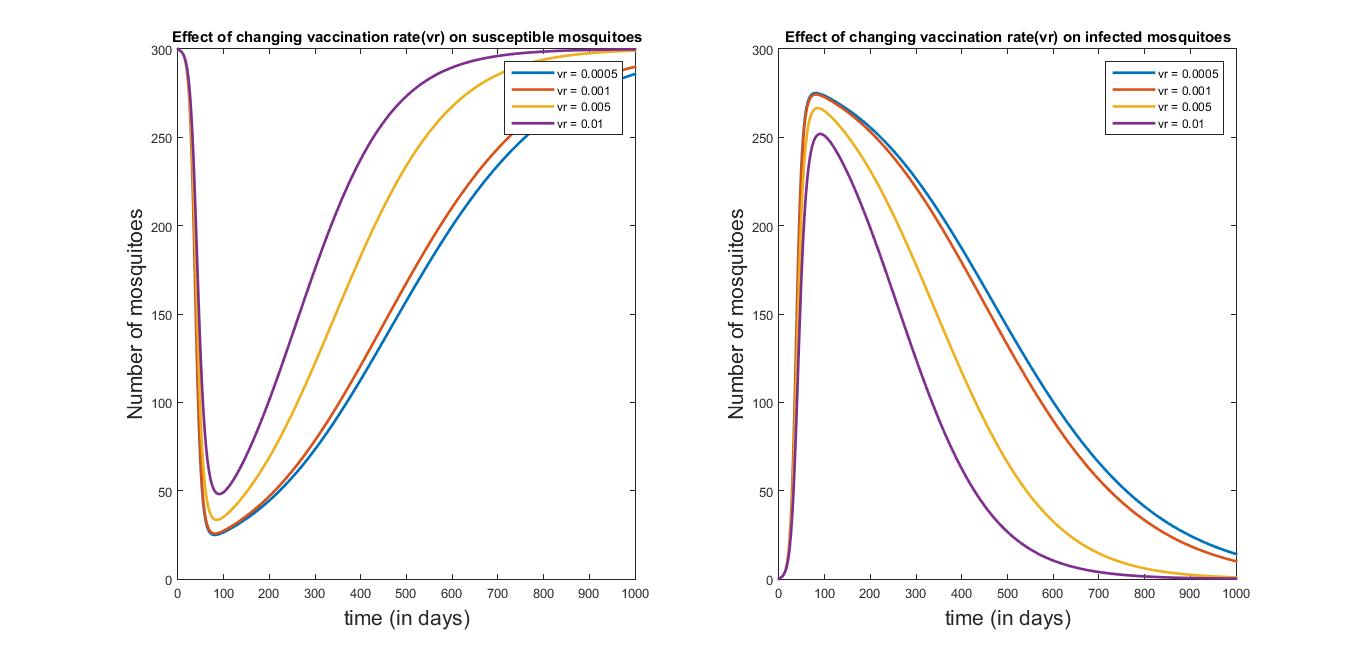 Effect of changing vaccination rate(vr) on susceptible mosquitoes
300
250
200
150
100
50
0
Number of mosquitoes
vr = 0.0005
vr = 0.001
vr = 0.005
vr = 0.01
0 100 200 300 400 500 600 700 800 900 1000
time (in days)
Effect of changing vaccination rate(vr) on infected mosquitoes
300
250
200
150
100
50
0
Number of mosquitoes
vr = 0.0005
vr = 0.001
vr = 0.005
vr = 0.01
0 100 200 300 400 500 600 700 800 900 1000
time (in days)